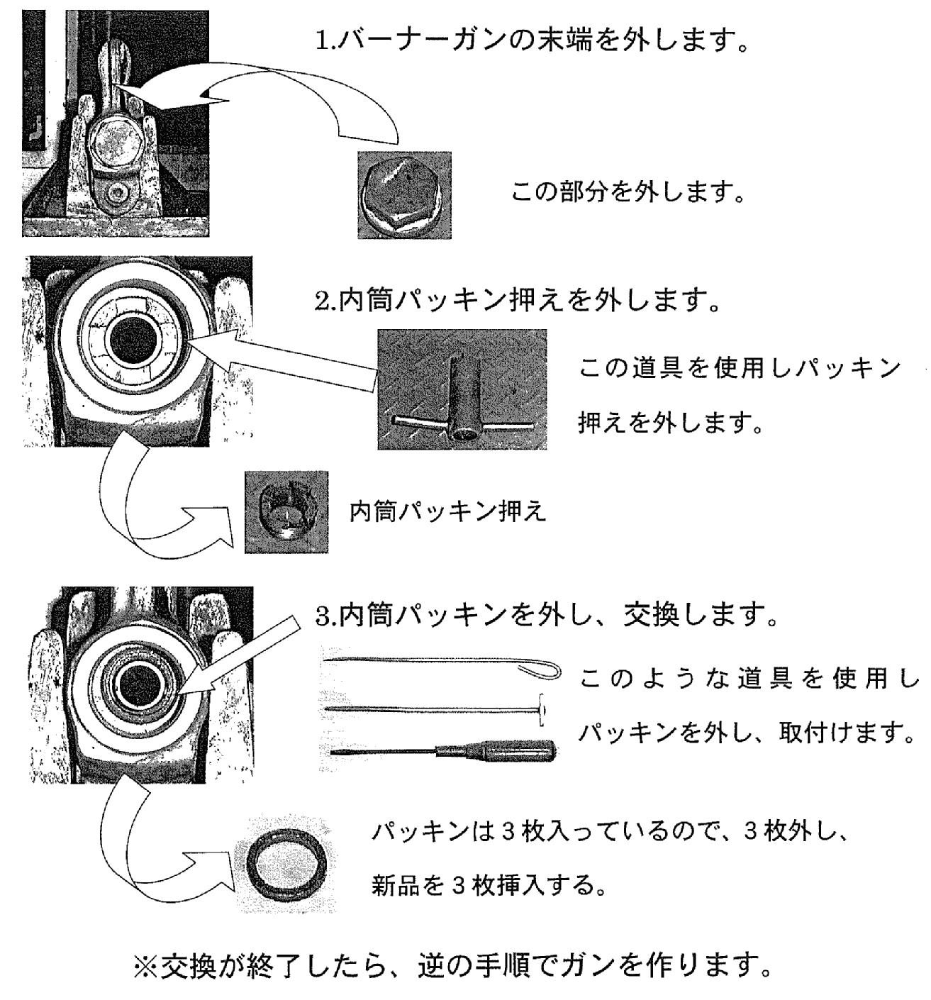 1.バーナーガンの末端を外します。
この部分を外します。
2.内筒パッキン押えを外します。
この道具を使用しパッキン
押えを外します。
内筒パッキン押え
3.内筒パッキンを外し、交換します。
このような道具を使用し
パッキンを外し、取付けます。
パッキンは3枚入っているので、3枚外し、
新品を3枚挿入する。
※交換が終了したら、逆の手順でガンを作ります。